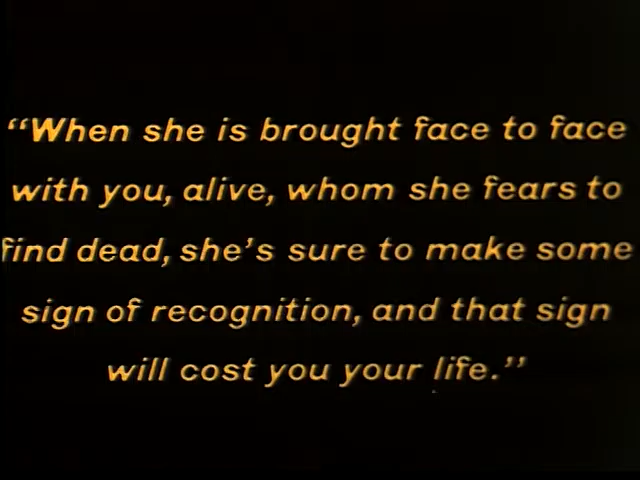 “When she is brought face to face
with you, alive, whom she fears to
find dead, she's sure to make some
sign of recognition, and that sign
will cost you your life.”